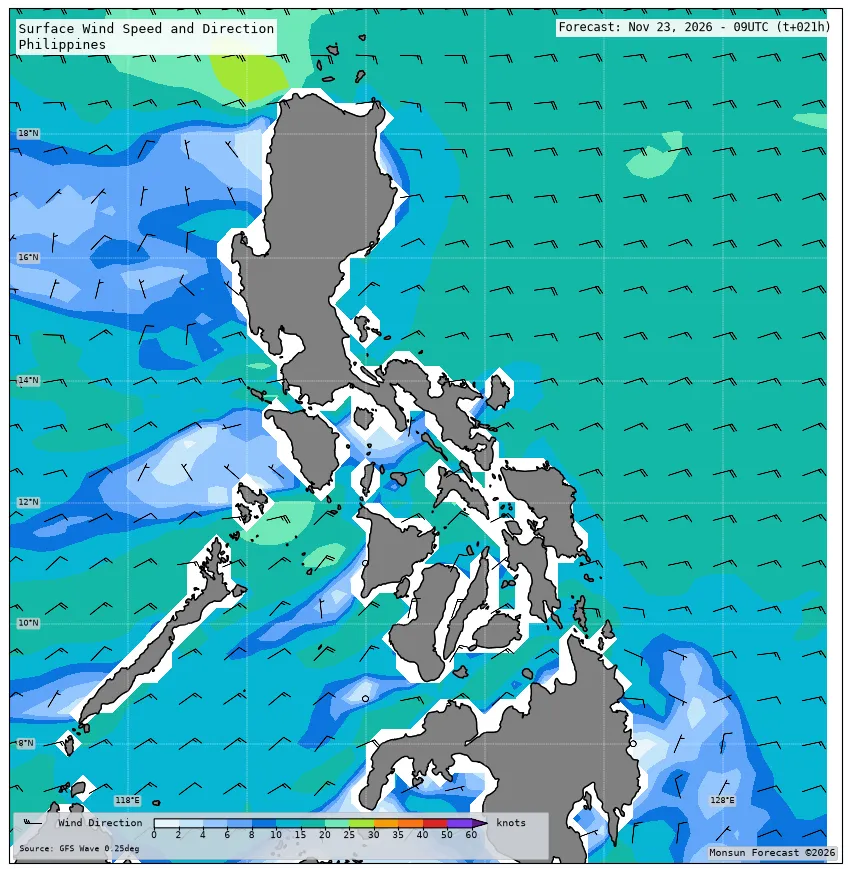 Surface Wind Speed and Direction
Philippines
Forecast: Nov 23, 2026 - 09UTC (t+021h)
18°N
16°N
14°N
12°N
10°N
8°N
118°E
128°E
Wind Direction
knots
0 2 4 6 8 10 15 20 25 30 35 40 50 60
Source: GFS Wave 0.25deg
Monsun Forecast ©2026